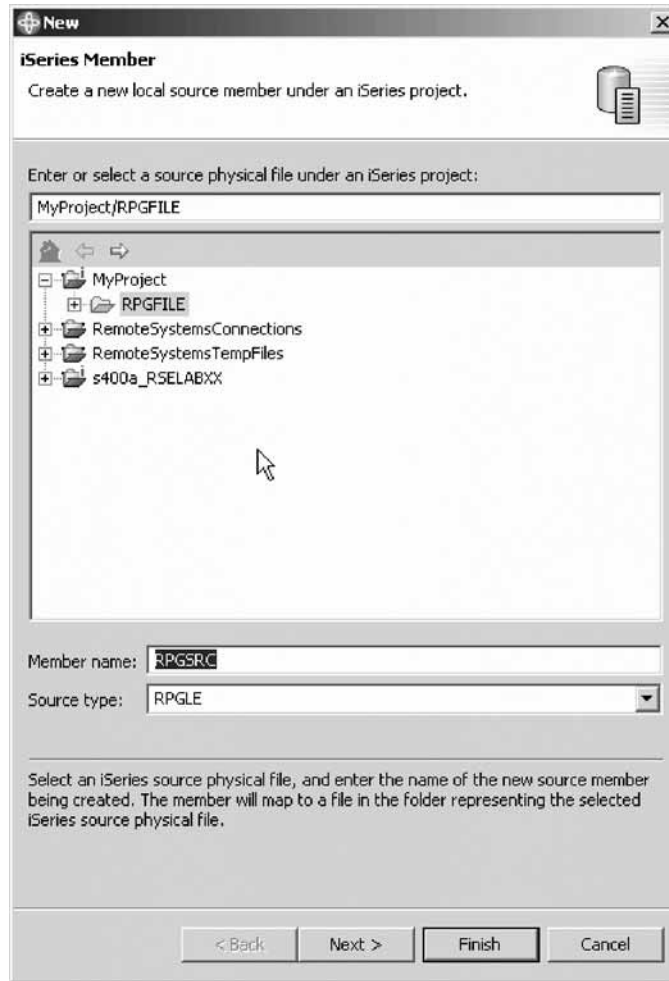 New
iSeries Member
Create a new local source member under an iSeries project.
Enter or select a source physical file under an iSeries project:
MyProject/RPGFILE
MyProject
RPGFILE
RemoteSystemsConnections
RemoteSystemsTempFiles
s400a_RSELABXX
Member name: RPGSRC
Source type: RPGLE
Select an iSeries source physical file, and enter the name of the new source member
being created. The member will map to a file in the folder representing the selected
iSeries source physical file.
< Back Next > Finish Cancel